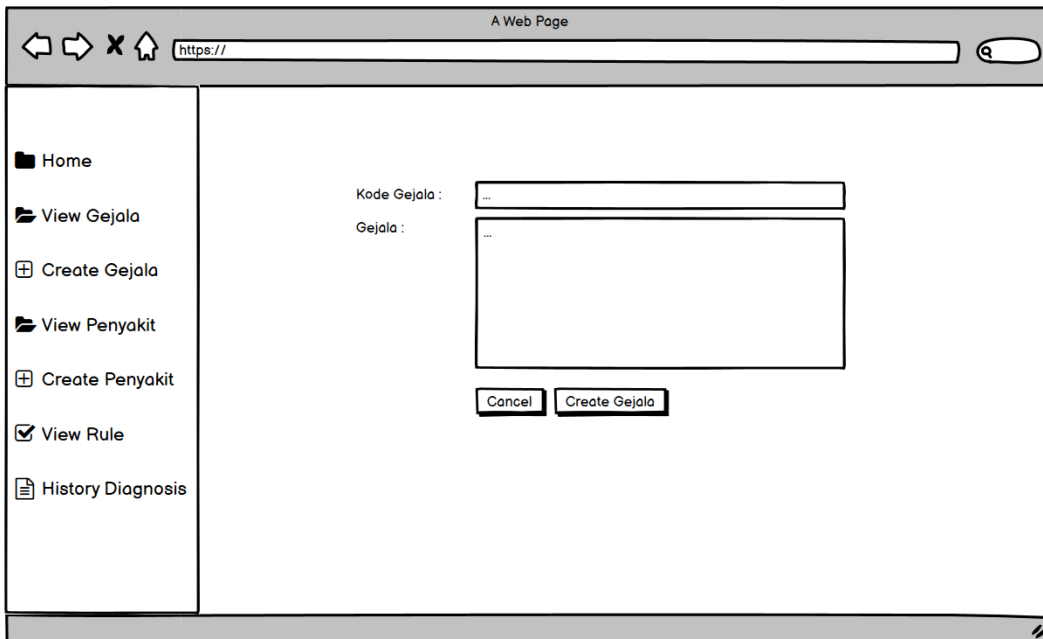 A Web Page
https://
Home
View Gejala
Create Gejala
View Penyakit
Create Penyakit
View Rule
History Diagnosis
Kode Gejala :
...
Gejala :
...
Cancel
Create Gejala